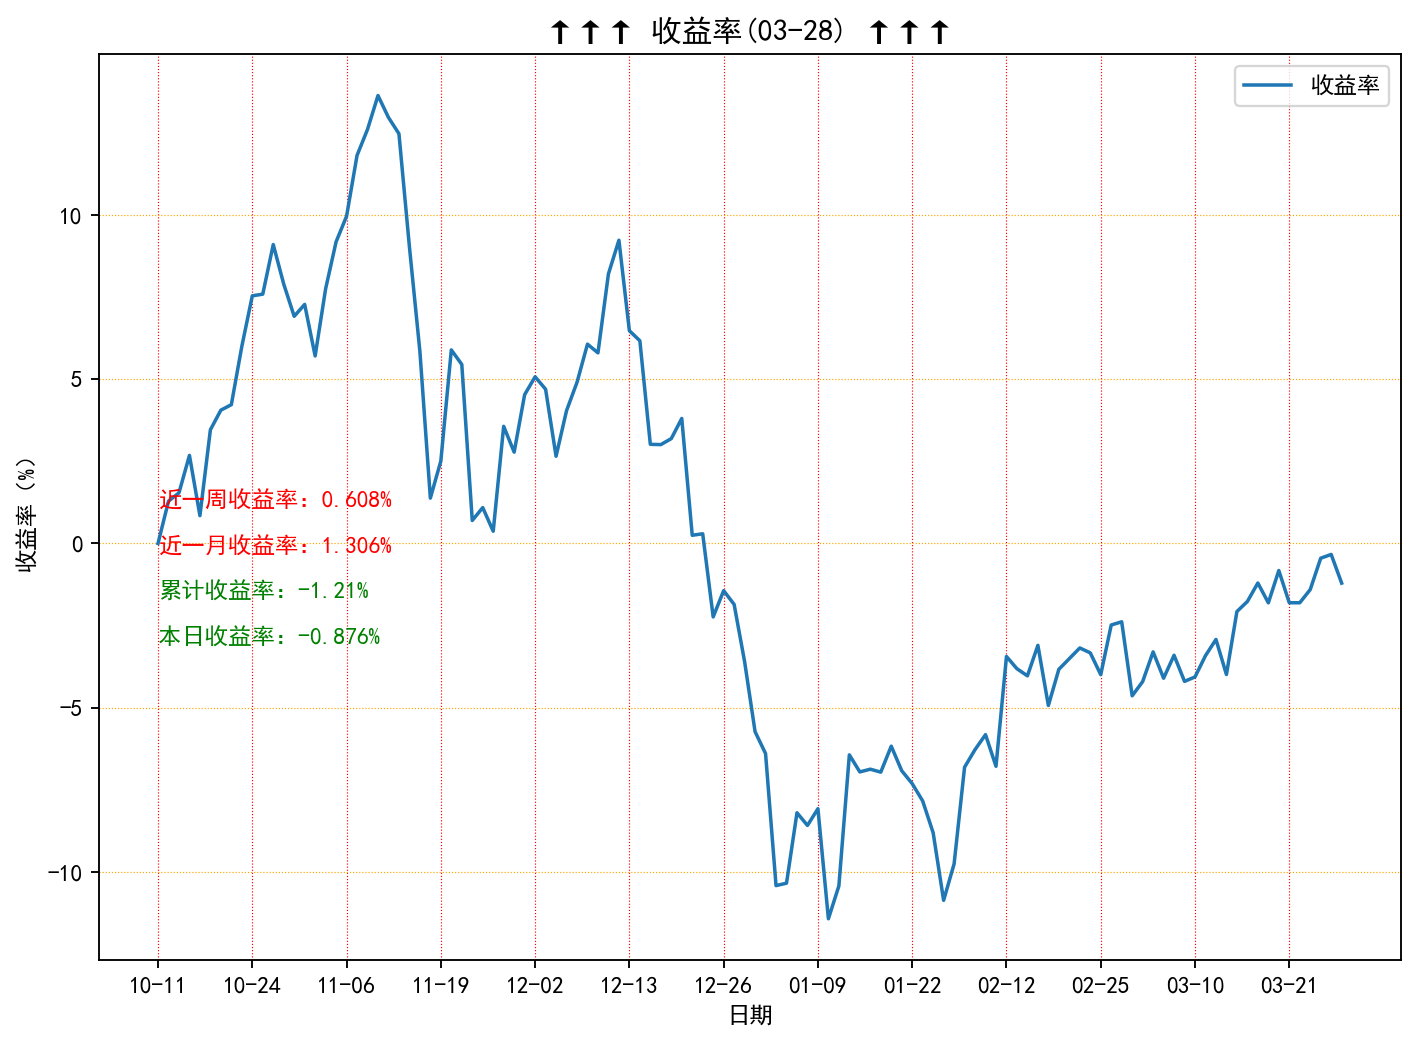 ↑↑↑ 收益率(03-28) ↑↑↑
收益率
10
5
0
-5
-10
收益率（%）
近一周收益率：0.608%
近一月收益率：1.306%
累计收益率：-1.21%
本日收益率：-0.876%
10-11 10-24 11-06 11-19 12-02 12-13 12-26 01-09 01-22 02-12 02-25 03-10 03-21
日期